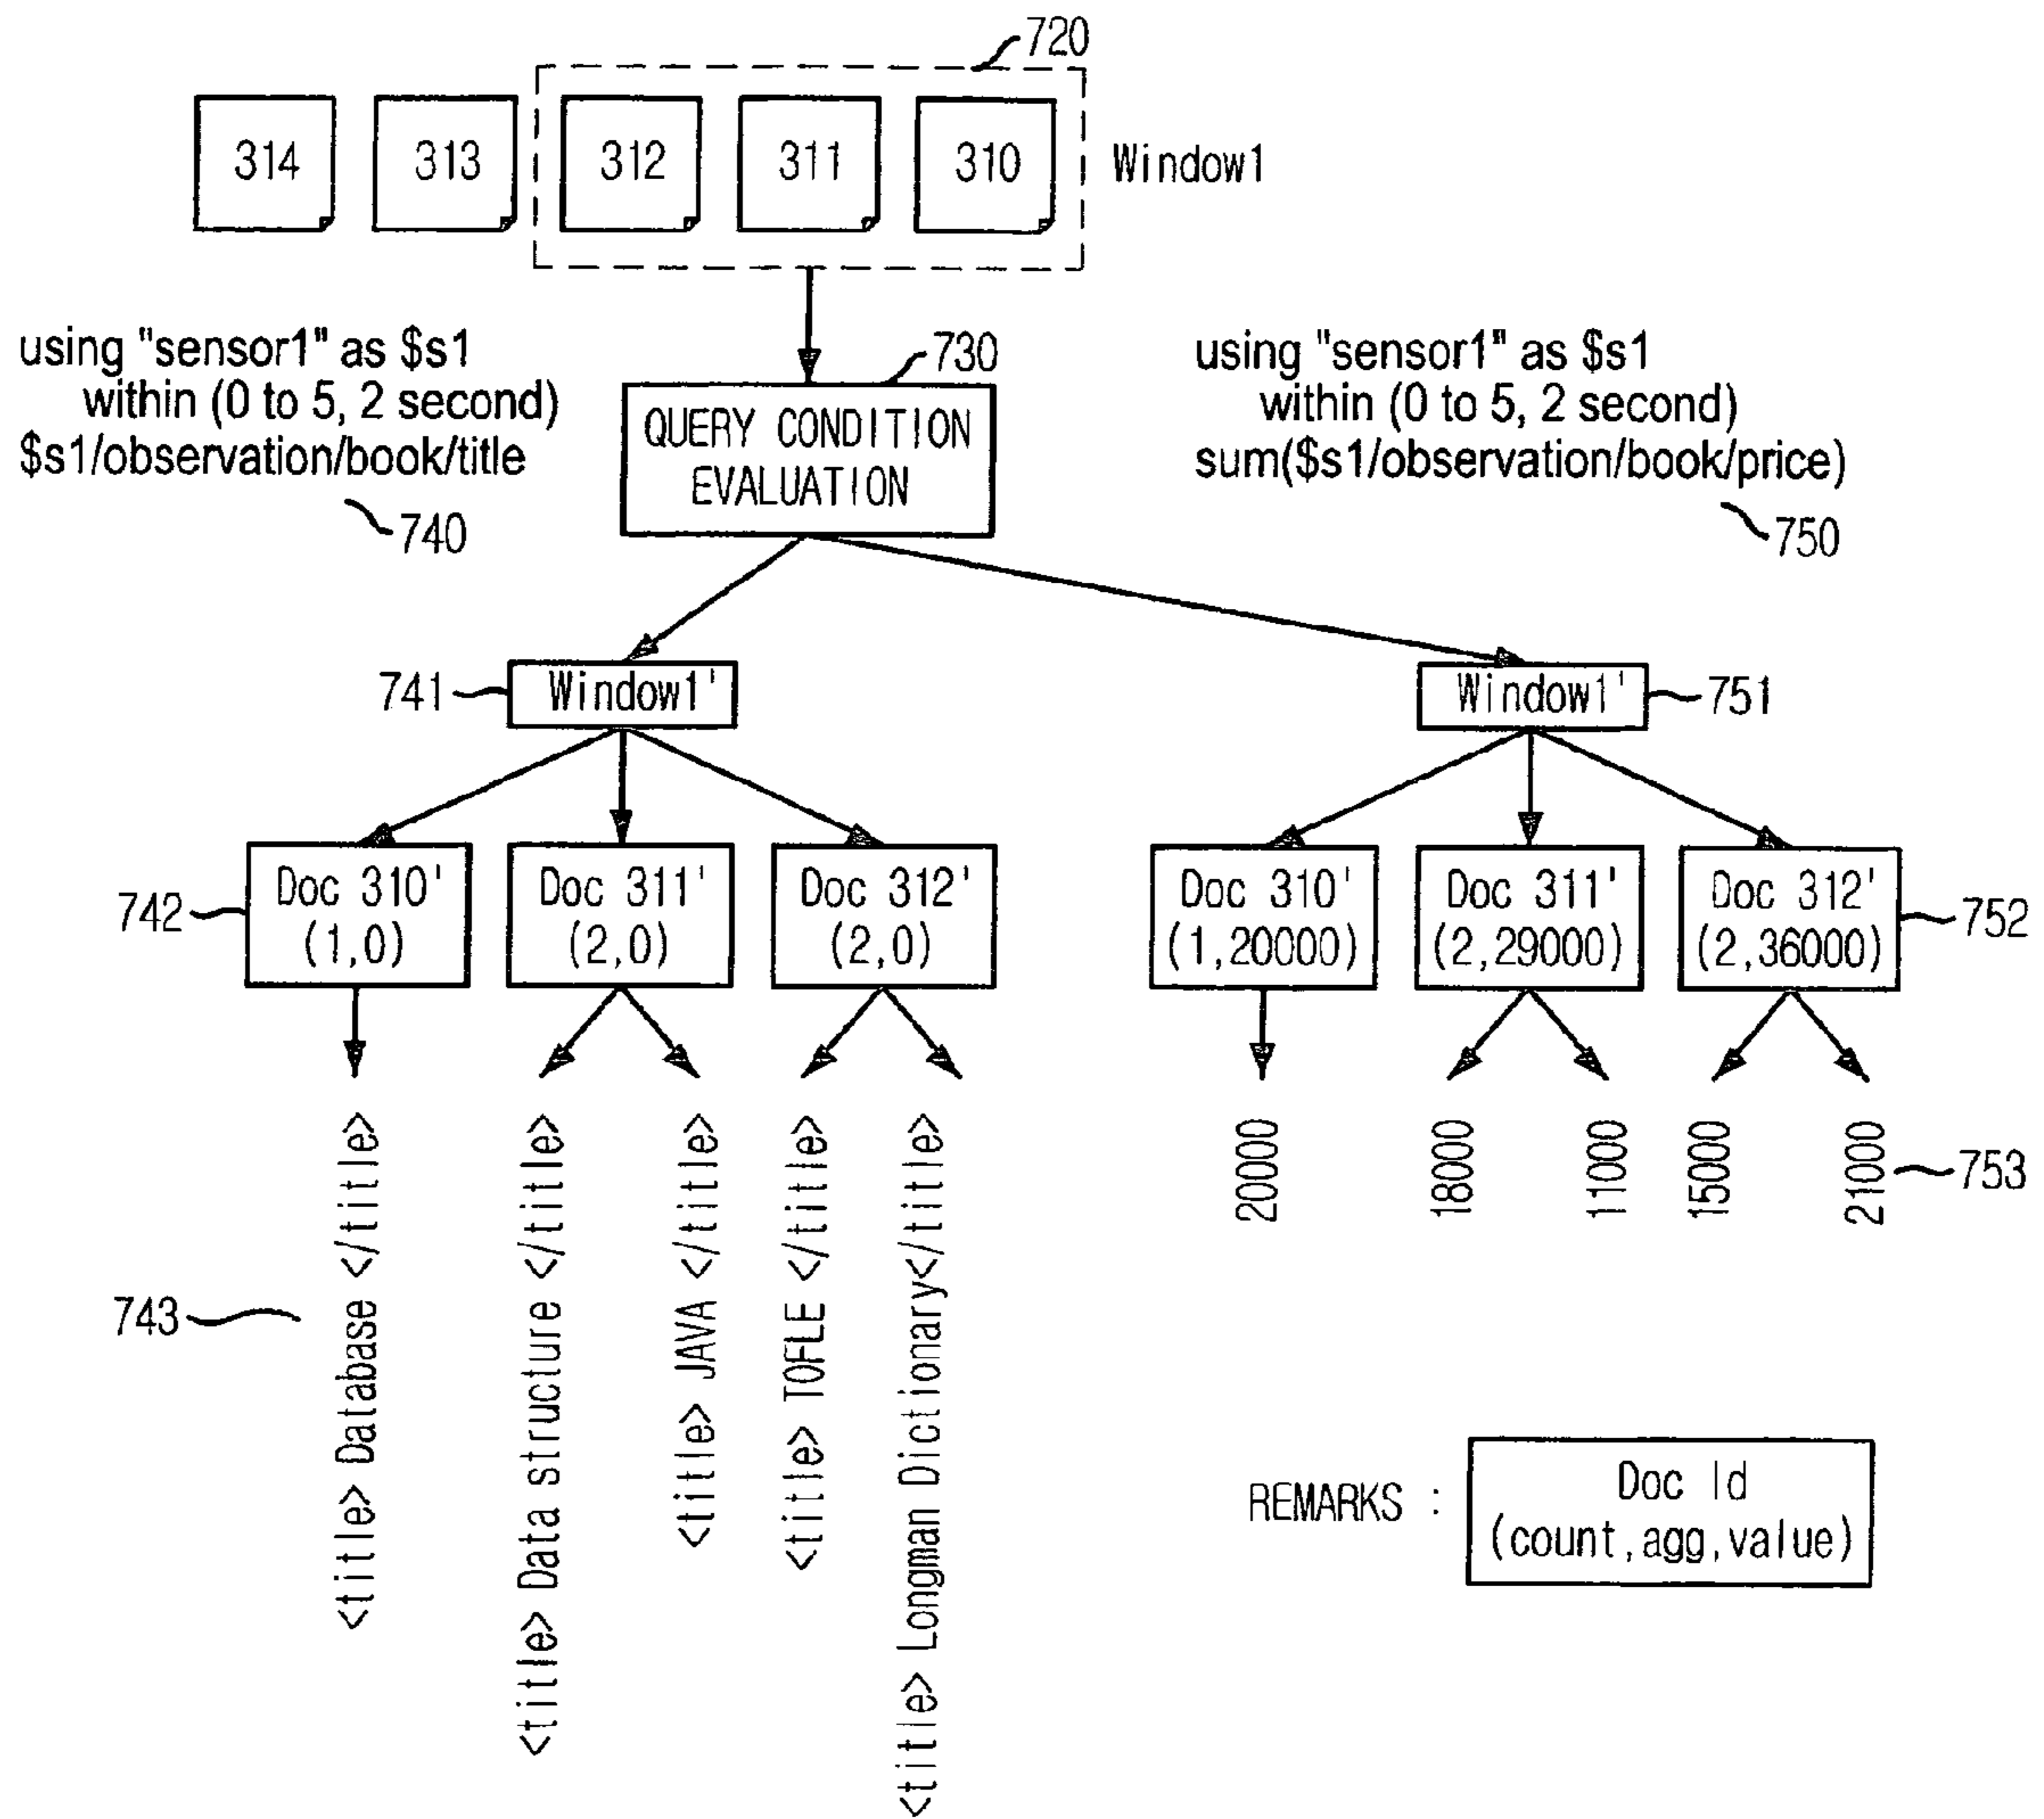 720
314
313
312
311
310
Window1
using "sensor1" as $s1
within (0 to 5, 2 second)
$s1/observation/book/title
740
730
QUERY CONDITION
EVALUATION
using "sensor1" as $s1
within (0 to 5, 2 second)
sum($s1/observation/book/price)
750
741
Window1'
Window1'
751
742
Doc 310'
(1,0)
Doc 311'
(2,0)
Doc 312'
(2,0)
Doc 310'
(1,20000)
Doc 311'
(2,29000)
Doc 312'
(2,36000)
752
743
<title> Database </title>
<title> Data structure </title>
<title> JAVA </title>
<title> TOFLE </title>
<title> Longman Dictionary</title>
20000
18000
11000
15000
21000
753
REMARKS :
Doc Id
(count,agg,value)